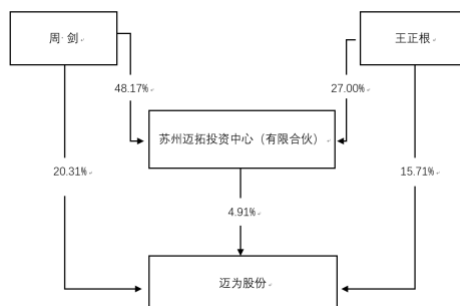 周 剑
王正根
48.17%
27.00%
苏州迈拓投资中心（有限合伙）
20.31%
15.71%
4.91%
迈为股份